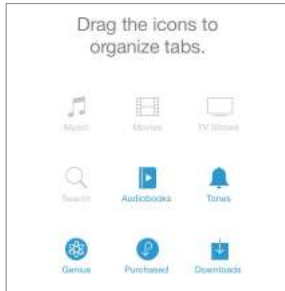 Drag the icons to
organize tabs.
Music Movies TV Shows
Search Audiobooks Tones
Genius Purchased Downloads